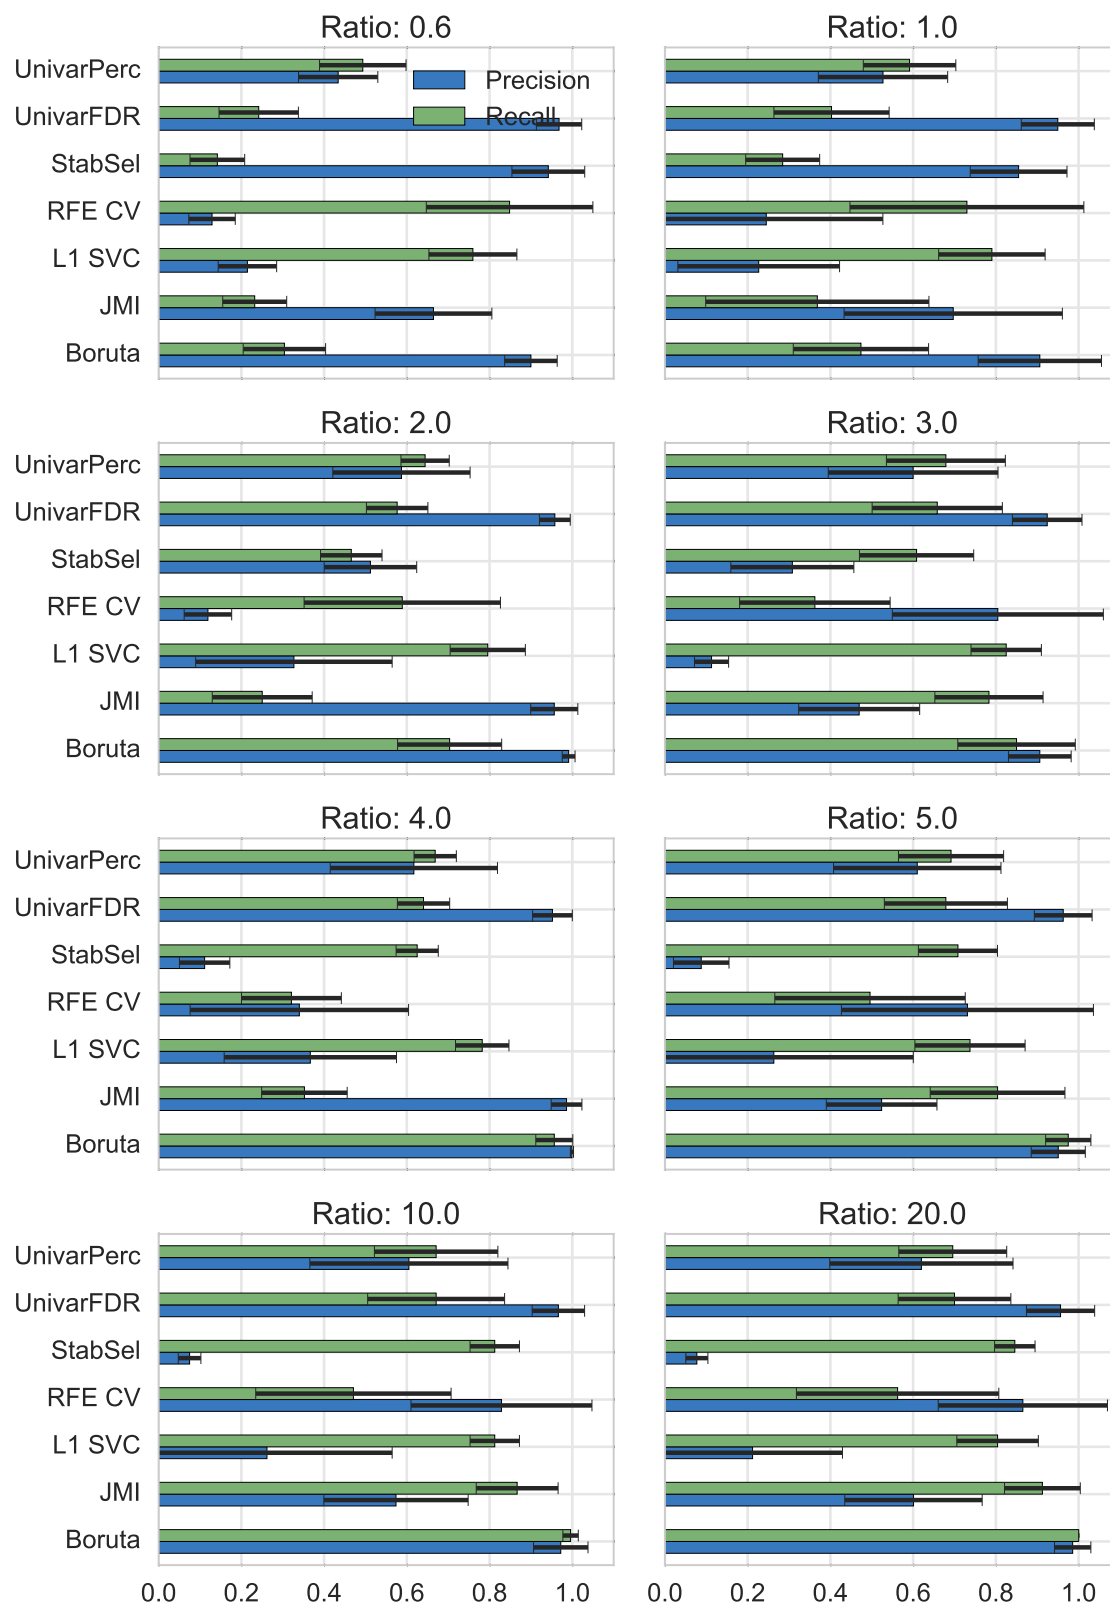 Ratio: 0.6
Ratio: 1.0
UnivarPerc
UnivarFDR
StabSel
RFE CV
L1 SVC
JMI
Boruta
Precision
Recall
Ratio: 2.0
Ratio: 3.0
UnivarPerc
UnivarFDR
StabSel
RFE CV
L1 SVC
JMI
Boruta
Ratio: 4.0
Ratio: 5.0
UnivarPerc
UnivarFDR
StabSel
RFE CV
L1 SVC
JMI
Boruta
Ratio: 10.0
Ratio: 20.0
UnivarPerc
UnivarFDR
StabSel
RFE CV
L1 SVC
JMI
Boruta
0.0 0.2 0.4 0.6 0.8 1.0
0.0 0.2 0.4 0.6 0.8 1.0